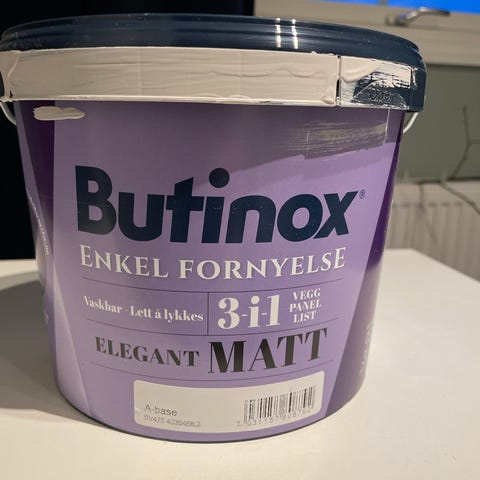 Butinox®
ENKEL FORNYELSE
Vaskbar - Lett å lykkes
3-i-1
VEGG
PANEL
LIST
ELEGANT MATT
A-base